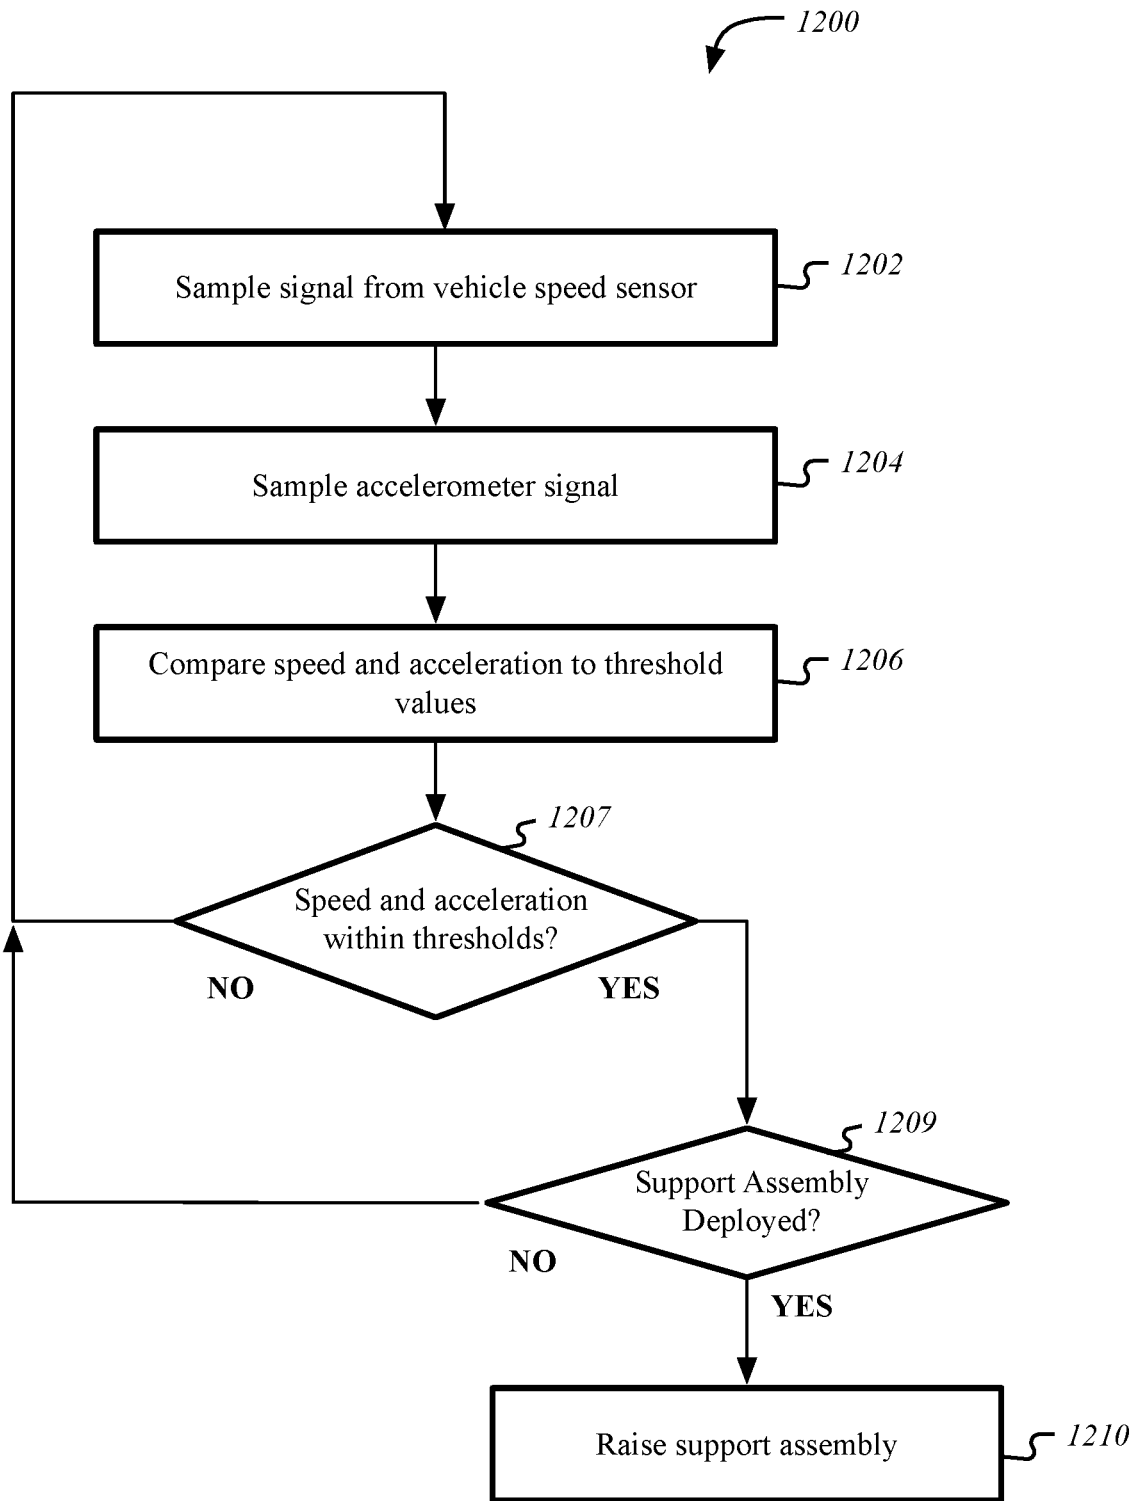 1200
Sample signal from vehicle speed sensor
1202
Sample accelerometer signal
1204
Compare speed and acceleration to threshold
values
1206
1207
Speed and acceleration
within thresholds?
NO
YES
1209
Support Assembly
Deployed?
NO
YES
Raise support assembly
1210